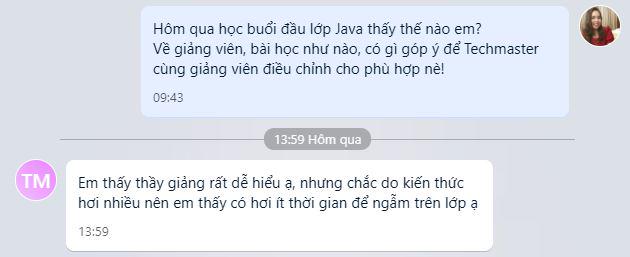 Hôm qua học buổi đầu lớp Java thấy thế nào em?
Về giảng viên, bài học như nào, có gì góp ý để Techmaster
cùng giảng viên điều chỉnh cho phù hợp nè!
09:43
13:59 Hôm qua
TM
Em thấy thầy giảng rất dễ hiểu ạ, nhưng chắc do kiến thức
hơi nhiều nên em thấy có hơi ít thời gian để ngẫm trên lớp ạ
13:59